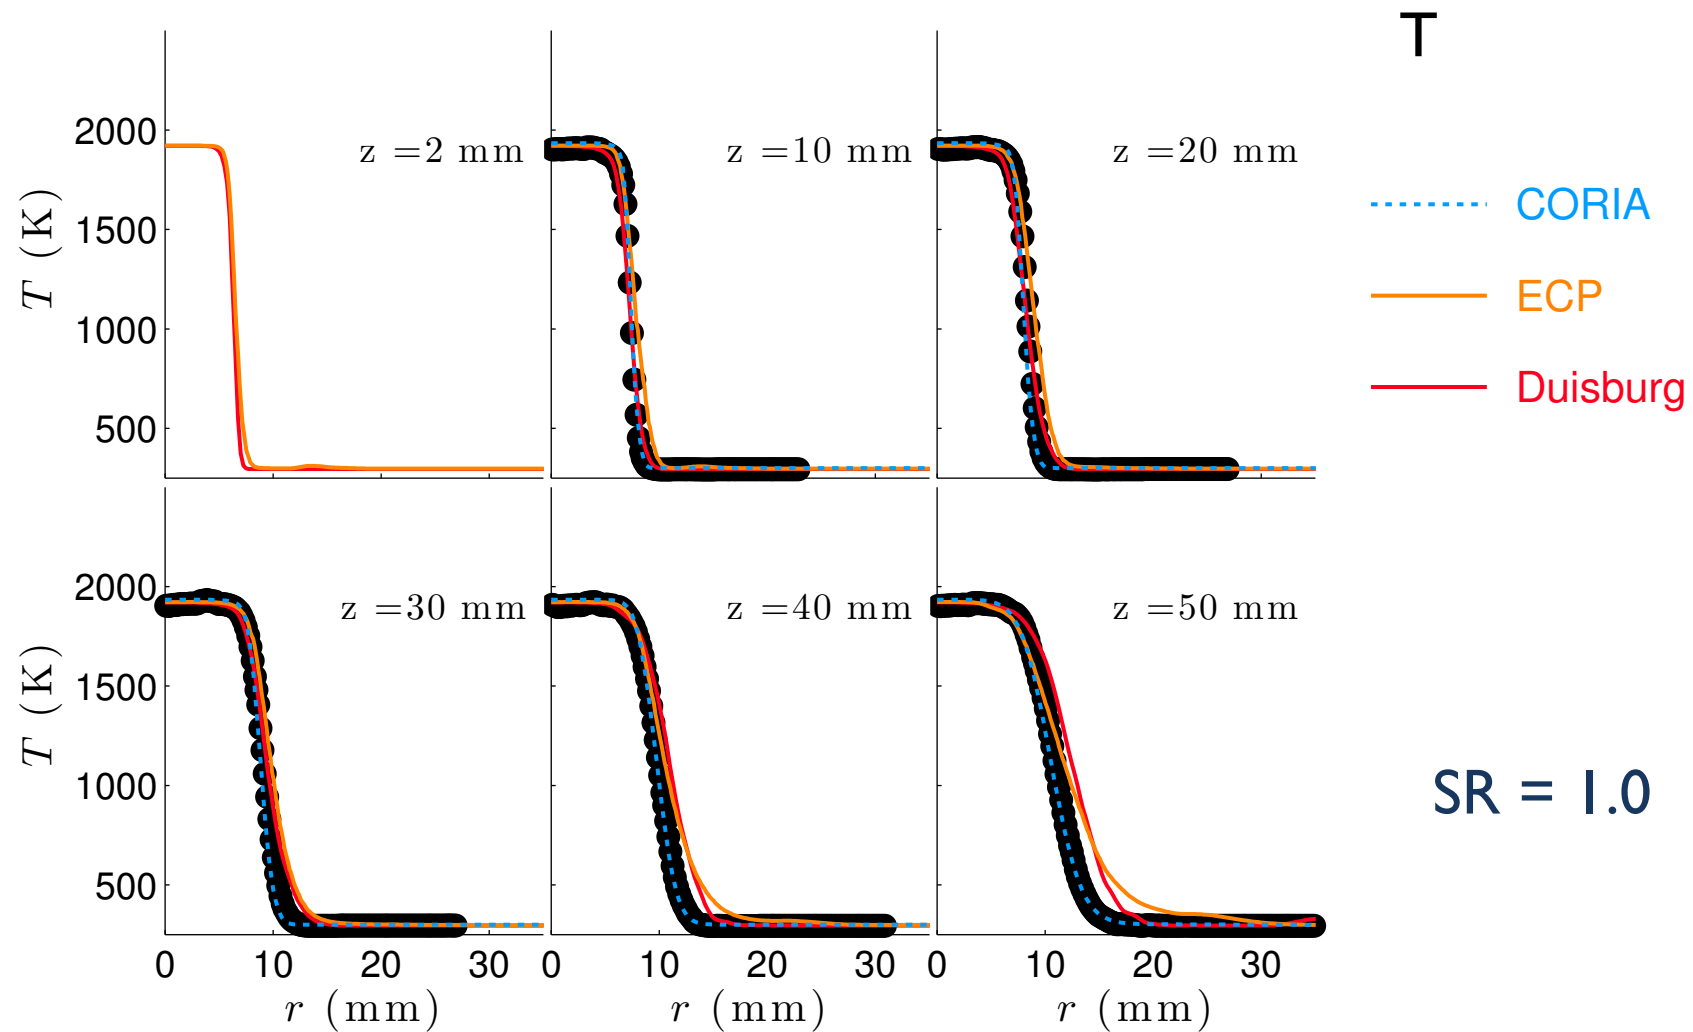 T
2000
1500
1000
500
T (K)
z =2 mm
z =10 mm
z =20 mm
CORIA
ECP
Duisburg
2000
1500
1000
500
T (K)
z =30 mm
z =40 mm
z =50 mm
SR = 1.0
0 10 20 30 0 10 20 30 0 10 20 30
r (mm) r (mm) r (mm)